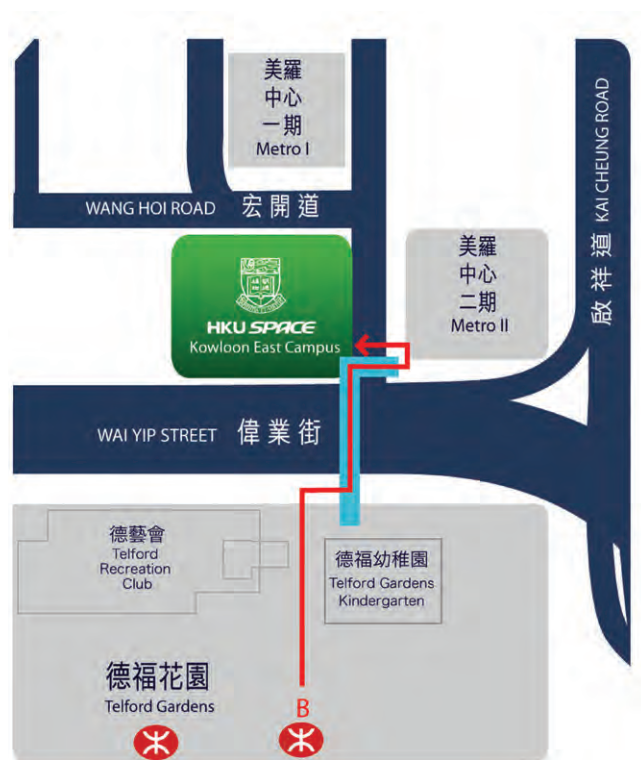 美羅
中心
一期
Metro I
KAI CHEUNG ROAD
啟祥道
WANG HOI ROAD 宏開道
美羅
中心
二期
Metro II
HKU SPACE
Kowloon East Campus
WAI YIP STREET 偉業街
德藝會
Telford
Recreation
Club
德福幼稚園
Telford Gardens
Kindergarten
德福花園
Telford Gardens
B